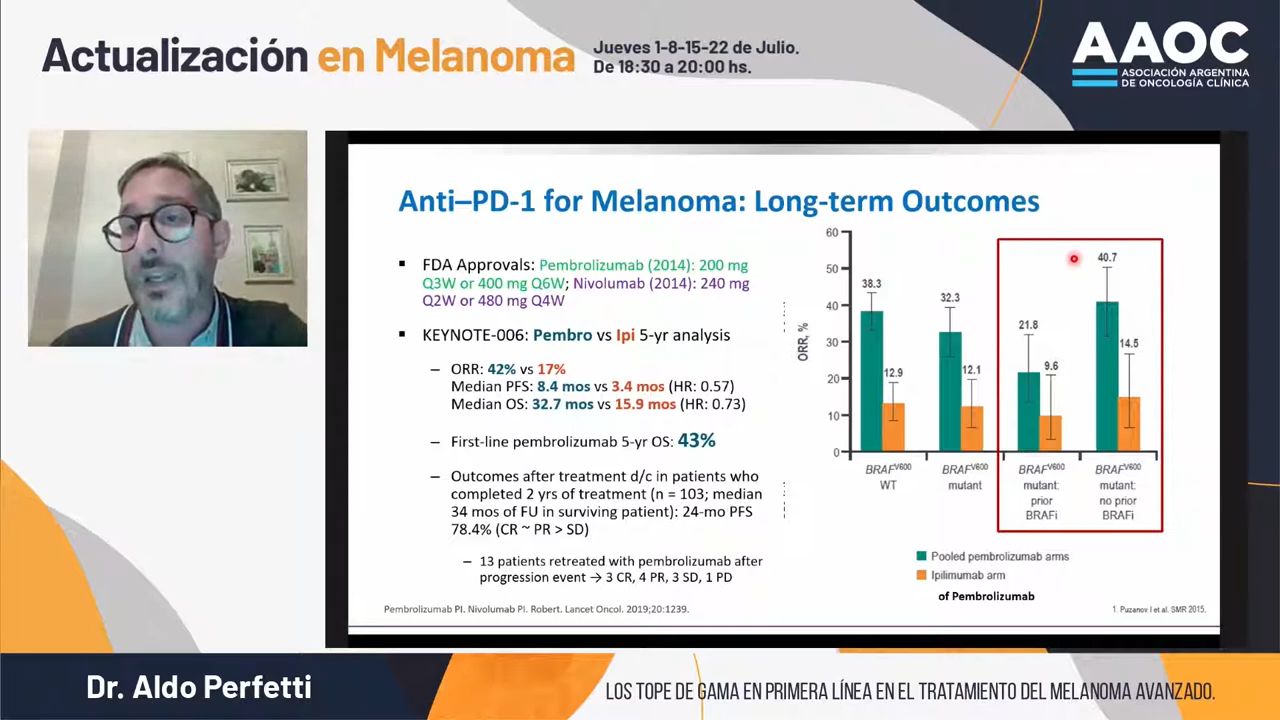 Actualización en Melanoma
Jueves 1-8-15-22 de Julio.
De 18:30 a 20:00 hs.
AAOC
ASOCIACIÓN ARGENTINA
DE ONCOLOGÍA CLÍNICA
Anti–PD-1 for Melanoma: Long-term Outcomes
▪ FDA Approvals: Pembrolizumab (2014): 200 mg
Q3W or 400 mg Q6W; Nivolumab (2014): 240 mg
Q2W or 480 mg Q4W
▪ KEYNOTE-006: Pembro vs Ipi 5-yr analysis
– ORR: 42% vs 17%
Median PFS: 8.4 mos vs 3.4 mos (HR: 0.57)
Median OS: 32.7 mos vs 15.9 mos (HR: 0.73)
– First-line pembrolizumab 5-yr OS: 43%
– Outcomes after treatment d/c in patients who
completed 2 yrs of treatment (n = 103; median
34 mos of FU in surviving patient): 24-mo PFS
78.4% (CR ~ PR > SD)
– 13 patients retreated with pembrolizumab after
progression event → 3 CR, 4 PR, 3 SD, 1 PD
Pembrolizumab PI. Nivolumab PI. Robert. Lancet Oncol. 2019;20:1239.
ORR, %
60
50
40
30
20
10
0
38.3
12.9
32.3
12.1
21.8
9.6
40.7
14.5
BRAFV600
WT
BRAFV600
mutant
BRAFV600
mutant:
prior
BRAFi
BRAFV600
mutant:
no prior
BRAFi
Pooled pembrolizumab arms
Ipilimumab arm
of Pembrolizumab
1. Puzanov I et al. SMR 2015.
Dr. Aldo Perfetti
LOS TOPE DE GAMA EN PRIMERA LÍNEA EN EL TRATAMIENTO DEL MELANOMA AVANZADO.